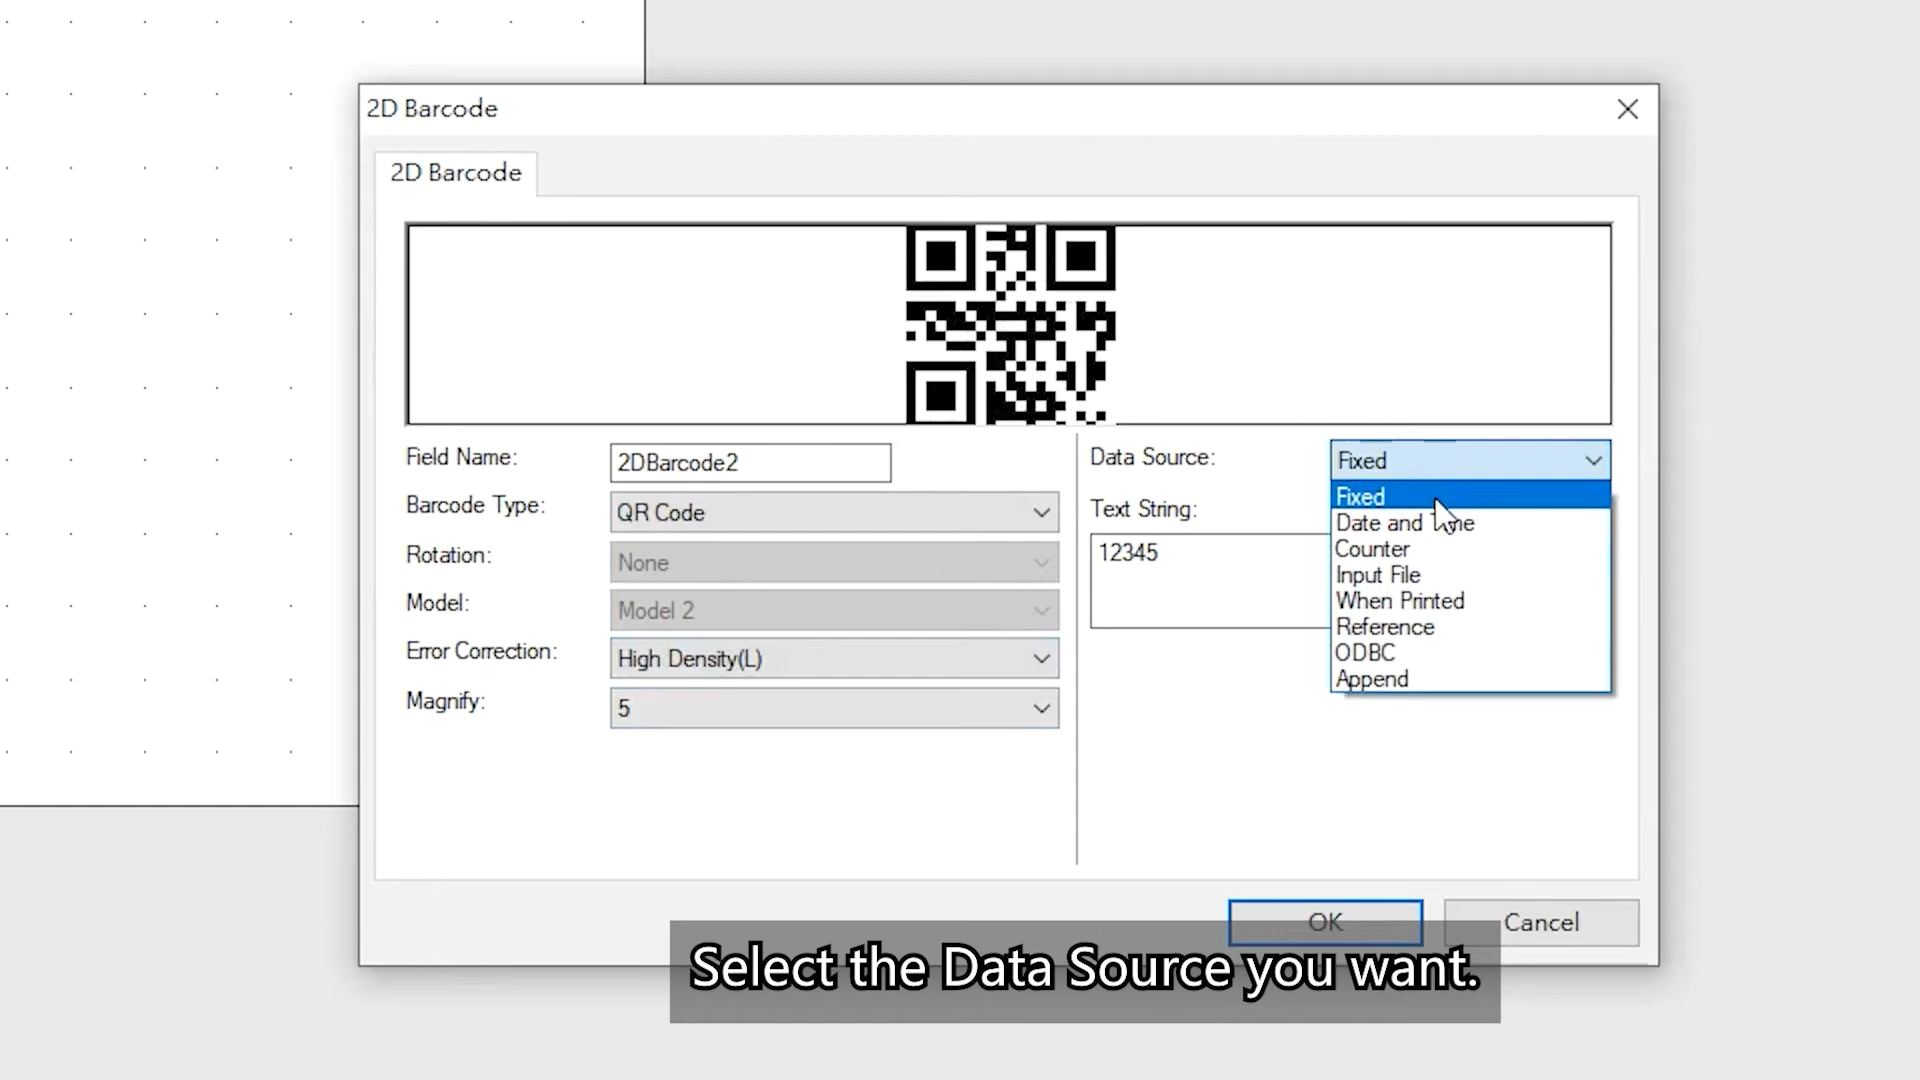 2D Barcode
2D Barcode
Field Name:
2DBarcode2
Barcode Type:
QR Code
Rotation:
None
Model:
Model 2
Error Correction:
High Density(L)
Magnify:
5
Data Source:
Fixed
Fixed
Date and Time
Counter
Input File
When Printed
Reference
ODBC
Append
Text String:
12345
OK
Cancel
Select the Data Source you want.